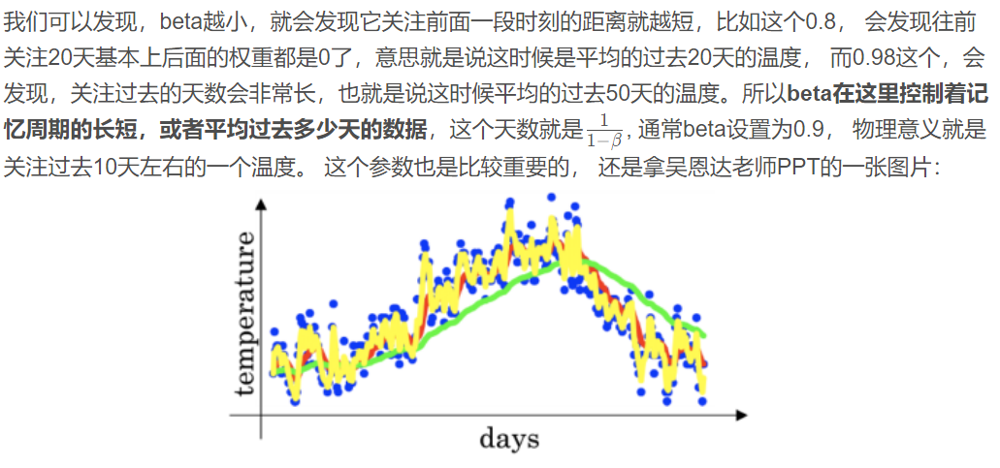 我们可以发现，beta越小，就会发现它关注前面一段时刻的距离就越短，比如这个0.8， 会发现往前
关注20天基本上后面的权重都是0了，意思就是说这时候是平均的过去20天的温度， 而0.98这个，会
发现，关注过去的天数会非常长，也就是说这时候平均的过去50天的温度。所以beta在这里控制着记
忆周期的长短，或者平均过去多少天的数据，这个天数就是1/(1−β), 通常beta设置为0.9， 物理意义就是
关注过去10天左右的一个温度。 这个参数也是比较重要的， 还是拿吴恩达老师PPT的一张图片：
temperature
days